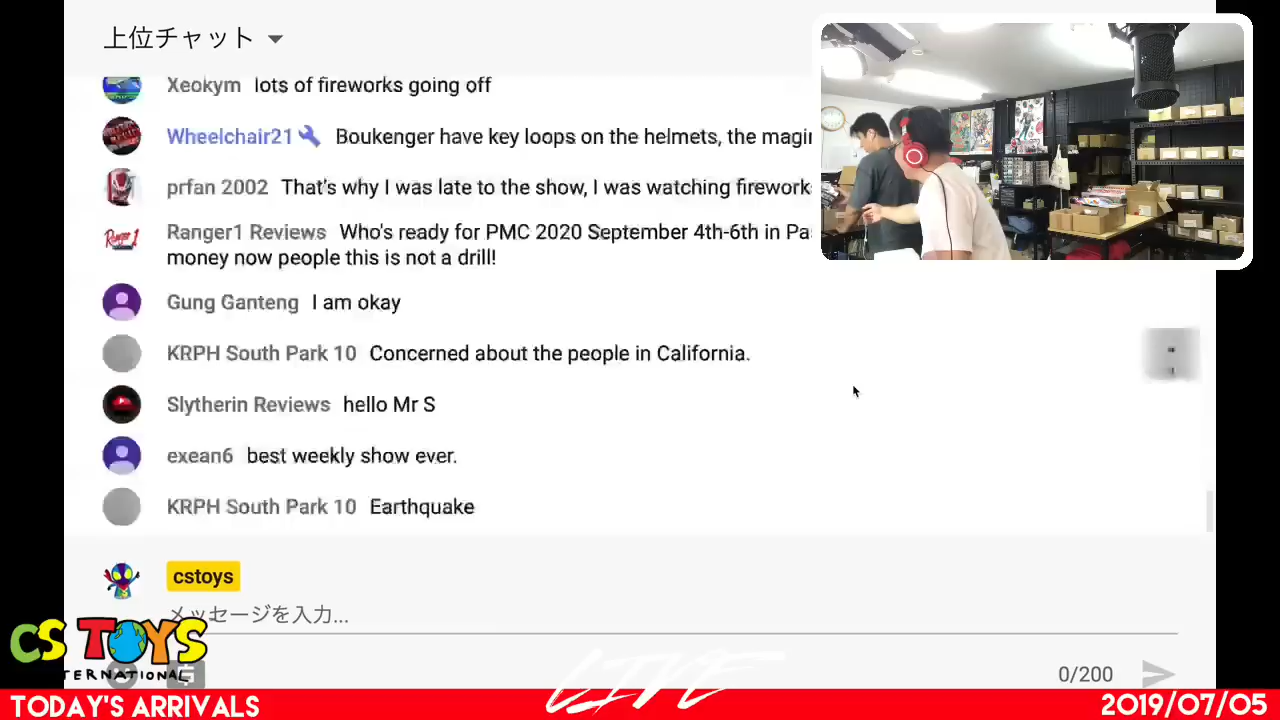 上位チャット
Xeokym lots of fireworks going off
Wheelchair21 Boukenger have key loops on the helmets, the magi
prfan 2002 That's why I was late to the show, I was watching firework
Ranger1 Reviews Who's ready for PMC 2020 September 4th-6th in Pa
money now people this is not a drill!
Gung Ganteng I am okay
KRPH South Park 10 Concerned about the people in California.
Slytherin Reviews hello Mr S
exean6 best weekly show ever.
KRPH South Park 10 Earthquake
cstoys
メッセージを入力...
CS TOYS
INTERNATIONAL
LIVE
0/200
TODAY'S ARRIVALS
2019/07/05